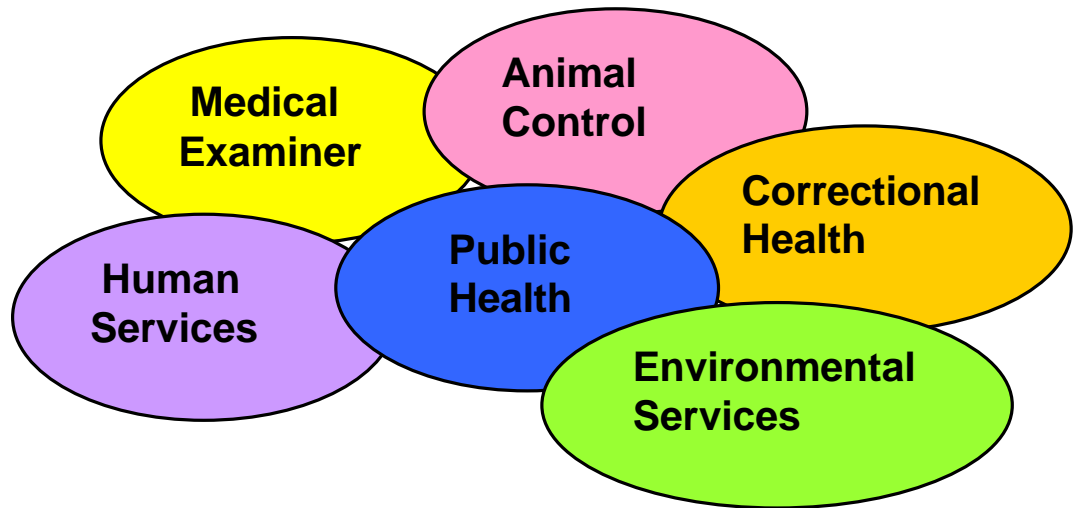 Medical
Examiner
Animal
Control
Correctional
Health
Human
Services
Public
Health
Environmental
Services